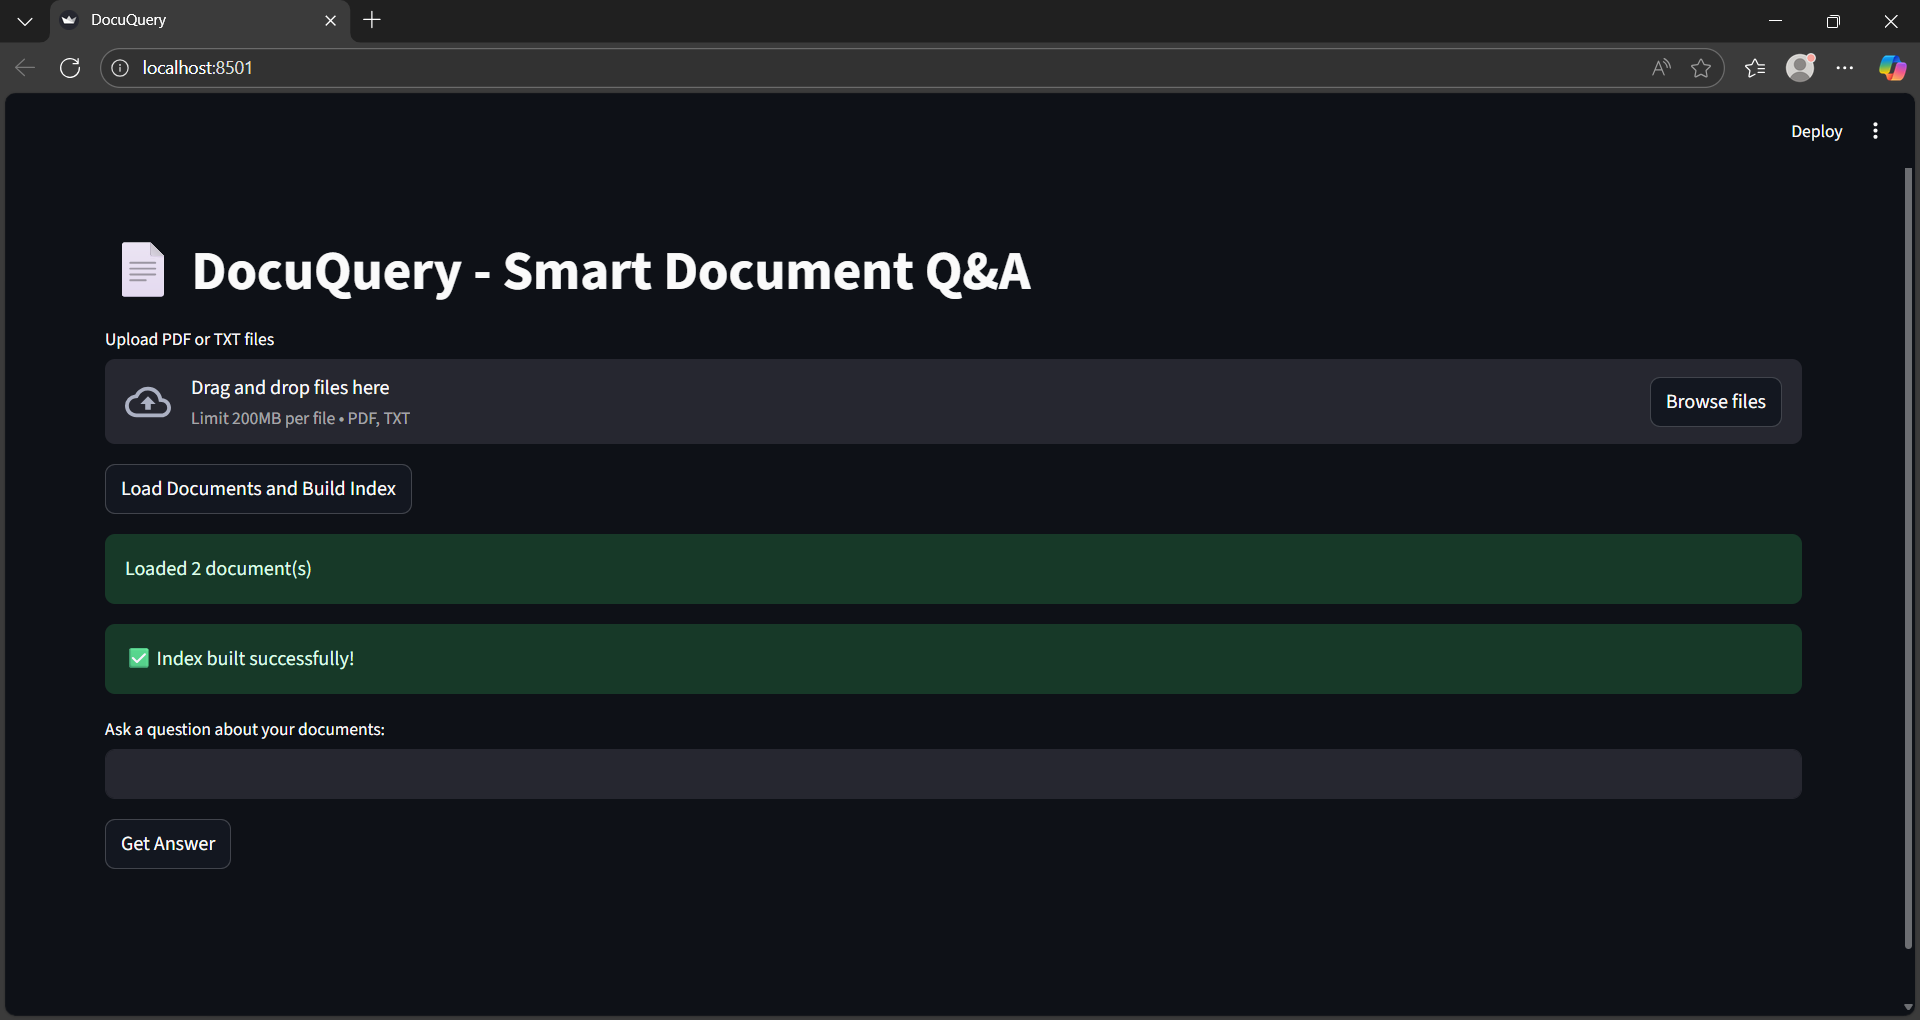 DocuQuery
localhost:8501
Deploy
DocuQuery - Smart Document Q&A
Upload PDF or TXT files
Drag and drop files here
Limit 200MB per file • PDF, TXT
Browse files
Load Documents and Build Index
Loaded 2 document(s)
✅ Index built successfully!
Ask a question about your documents:
Get Answer